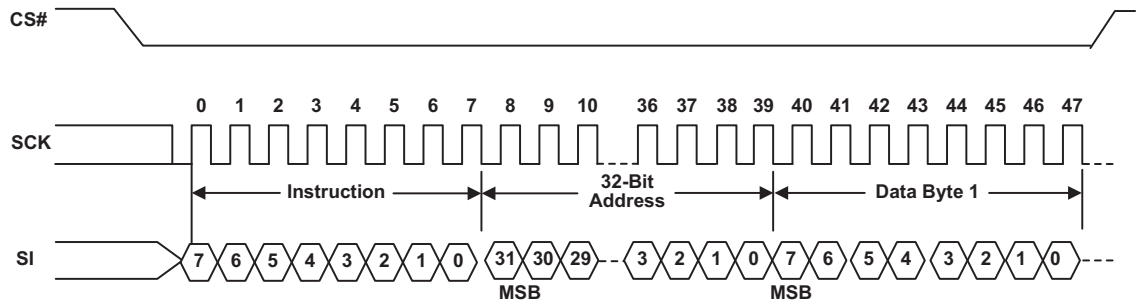 CS#
0 1 2 3 4 5 6 7 8 9 10 36 37 38 39 40 41 42 43 44 45 46 47
SCK
Instruction
32-Bit
Address
Data Byte 1
SI
7 6 5 4 3 2 1 0 31 30 29 3 2 1 0 7 6 5 4 3 2 1 0
MSB MSB